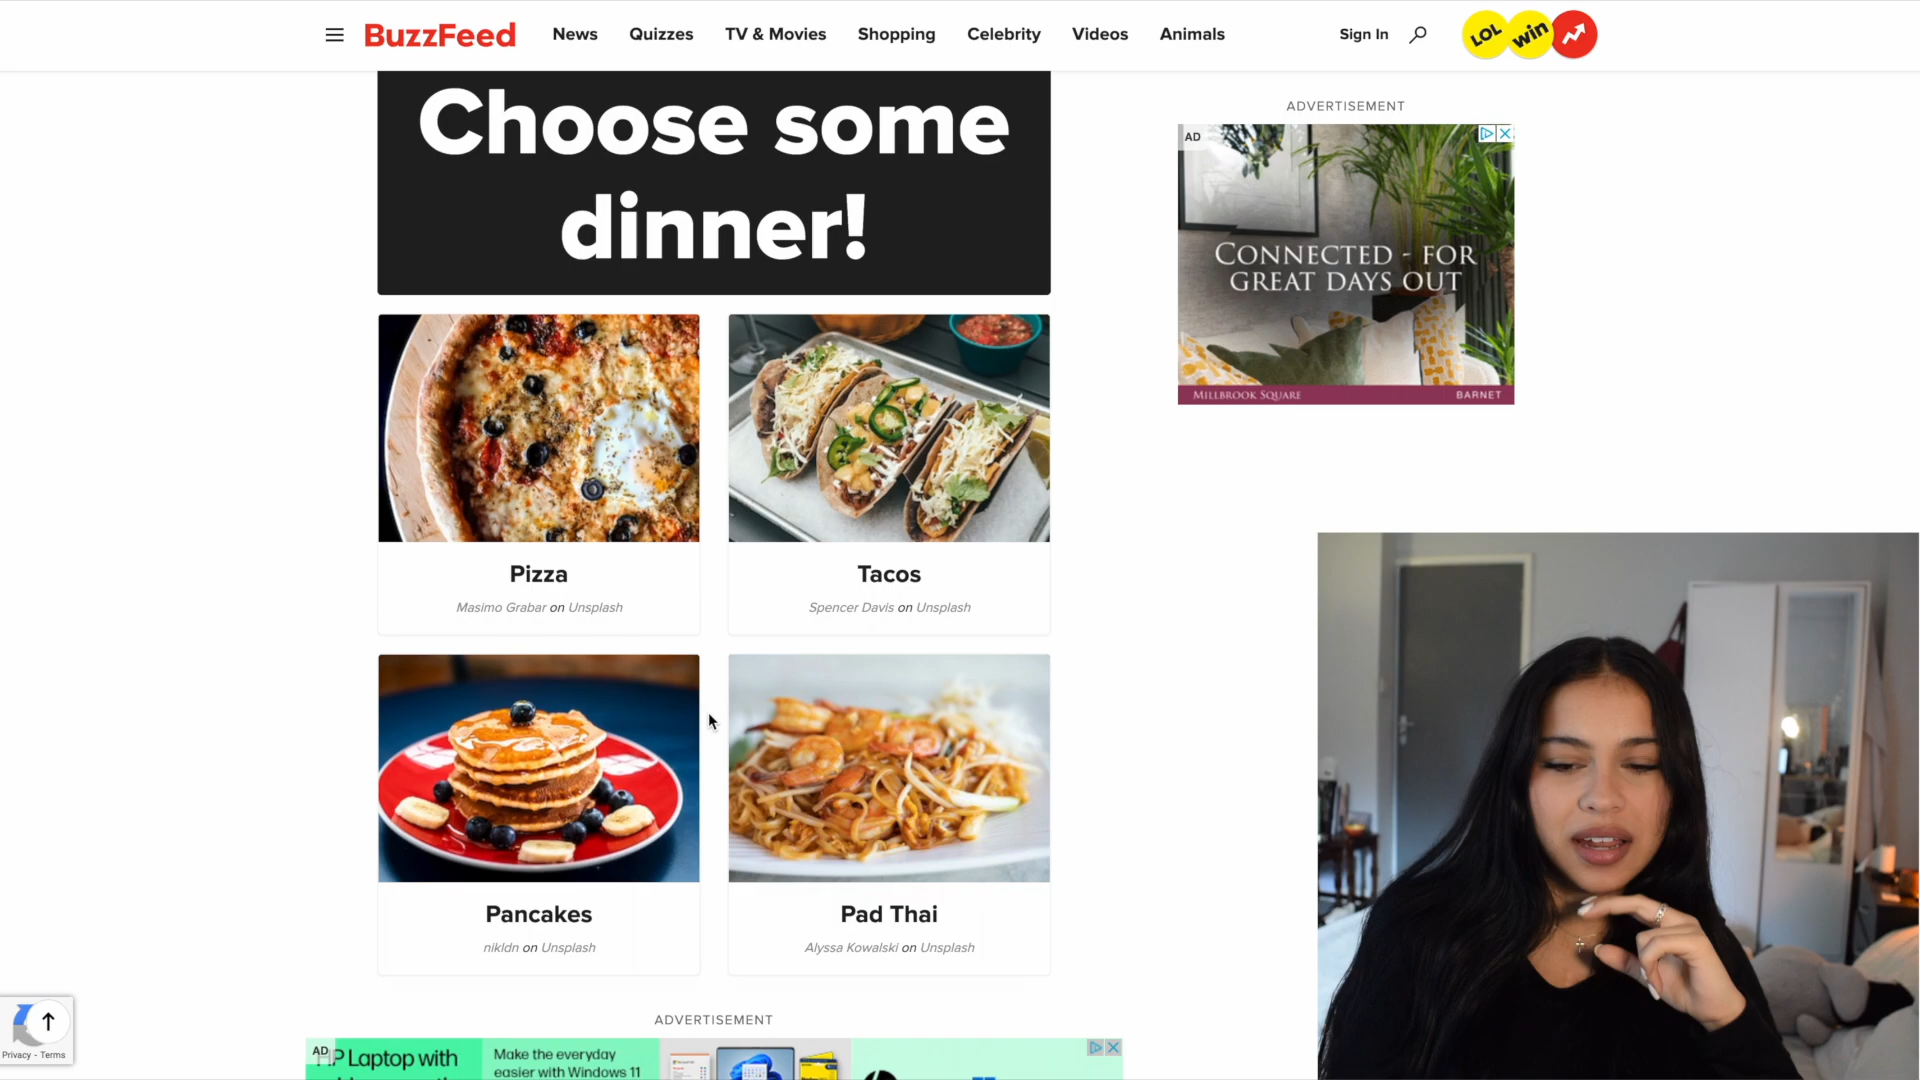 BuzzFeed
News
Quizzes
TV & Movies
Shopping
Celebrity
Videos
Animals
Sign In
LOL
win
Choose some
dinner!
ADVERTISEMENT
AD
CONNECTED - FOR
GREAT DAYS OUT
MILLBROOK SQUARE
BARNET
Pizza
Masimo Grabar on Unsplash
Tacos
Spencer Davis on Unsplash
Pancakes
nikldn on Unsplash
Pad Thai
Alyssa Kowalski on Unsplash
Privacy - Terms
ADVERTISEMENT
AD
Laptop with
Make the everyday
easier with Windows 11